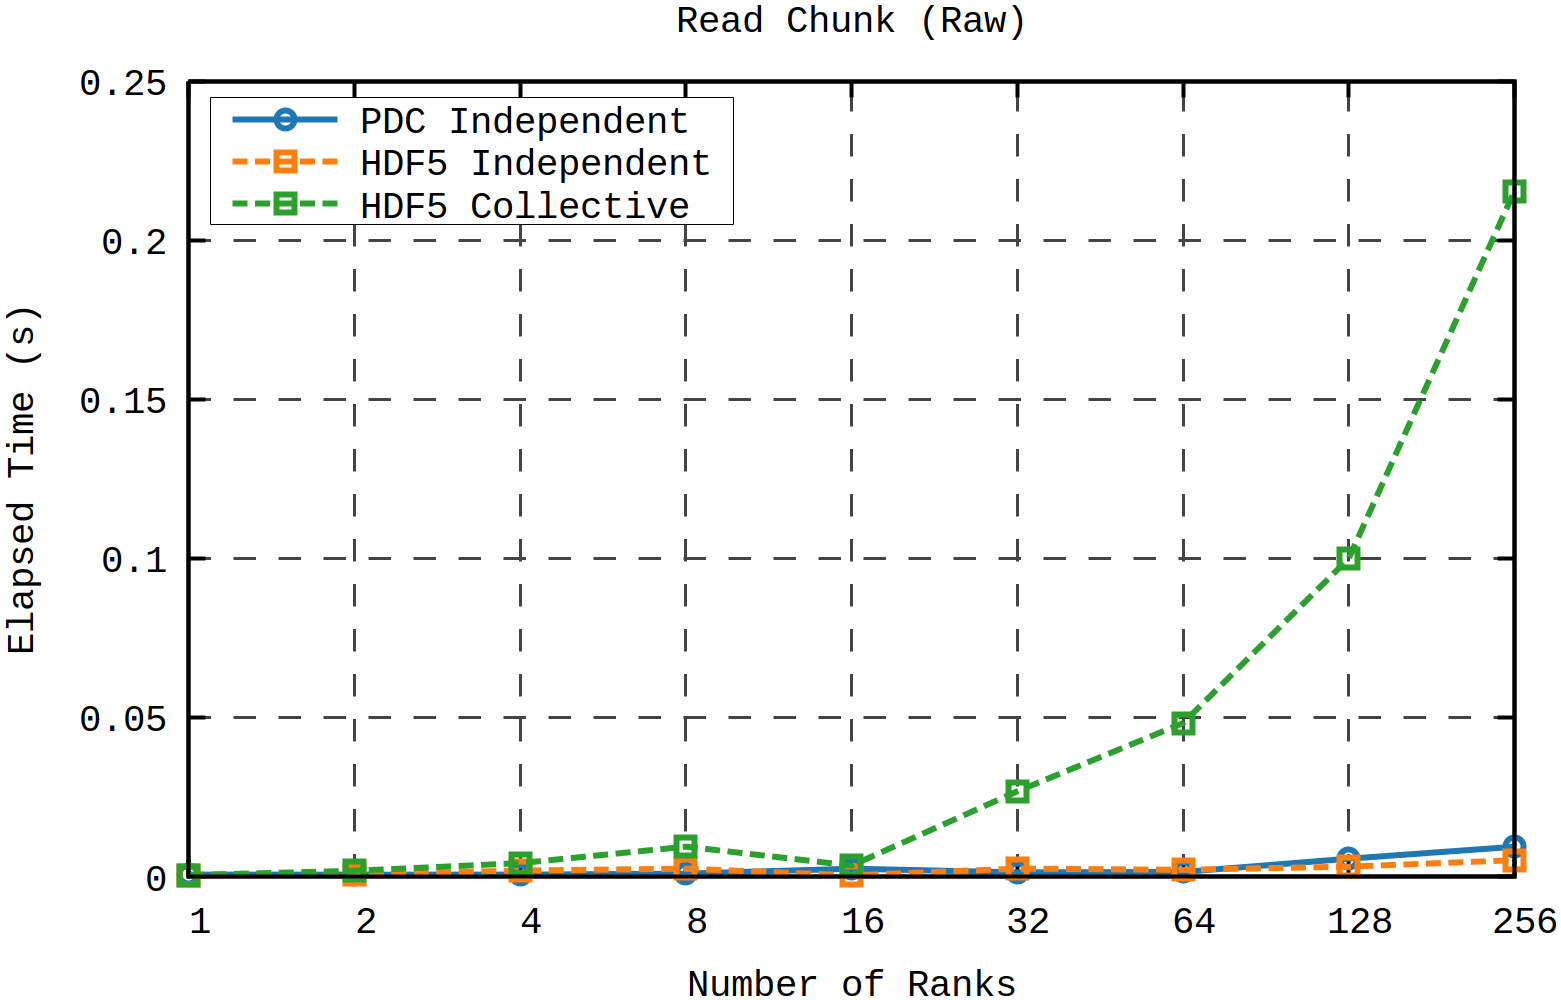 Read Chunk (Raw)
0.25
0.2
0.15
0.1
0.05
0
Elapsed Time (s)
PDC Independent
HDF5 Independent
HDF5 Collective
1 2 4 8 16 32 64 128 256
Number of Ranks